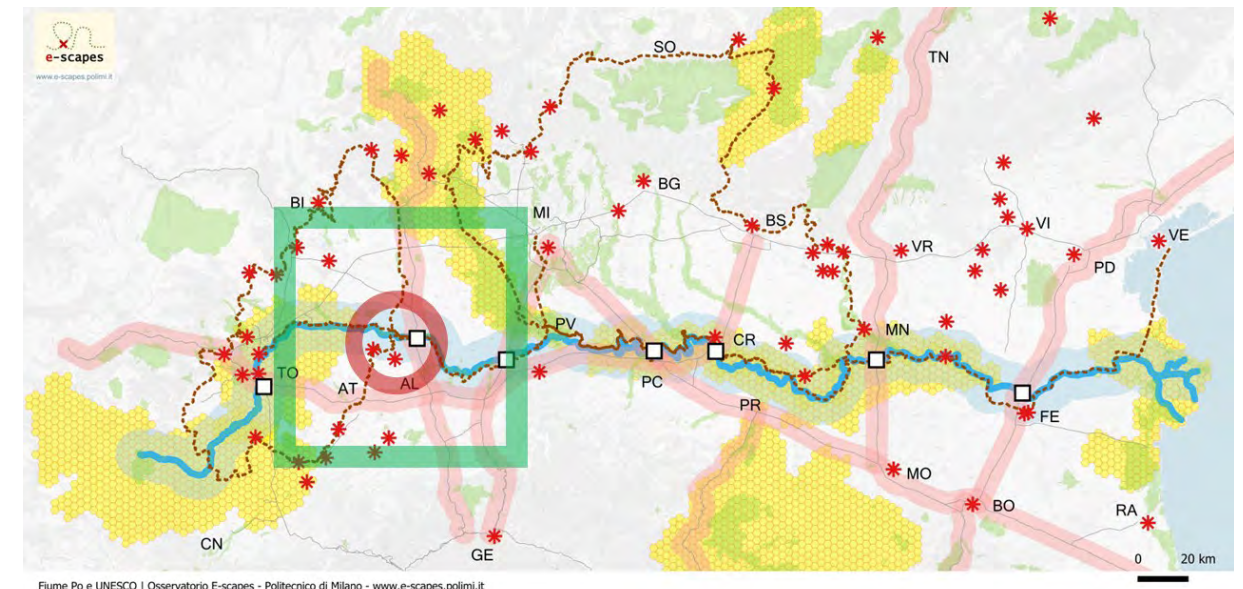 e-scapes
www.e-scapes.polimi.it
SO
TN
BI
BG
MI
BS
VI
VE
VR
PD
PV
MN
CR
TO
AT
AL
PC
PR
FE
MO
BO
RA
CN
GE
0 20 km
Fiume Po e UNESCO | Osservatorio E-scapes - Politecnico di Milano - www.e-scapes.polimi.it